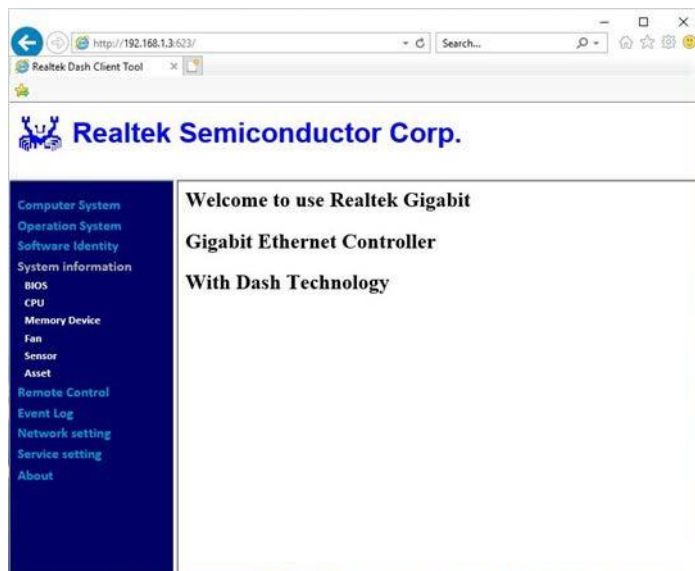 http://192.168.1.3:623/
Search...
Realtek Dash Client Tool
Realtek Semiconductor Corp.
Computer System
Operation System
Software Identity
System information
BIOS
CPU
Memory Device
Fan
Sensor
Asset
Remote Control
Event Log
Network setting
Service setting
About
Welcome to use Realtek Gigabit
Gigabit Ethernet Controller
With Dash Technology